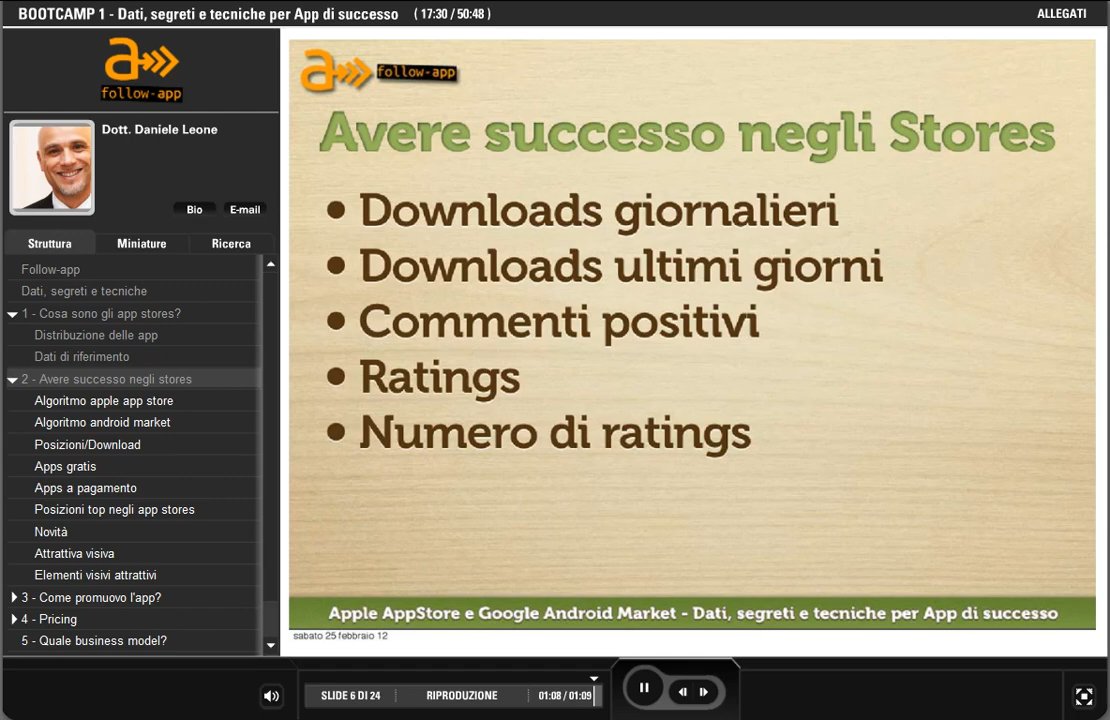 BOOTCAMP 1 - Dati, segreti e tecniche per App di successo ( 17:30 / 50:48 )
ALLEGATI
a
follow-app
Dott. Daniele Leone
Bio
E-mail
Struttura
Miniature
Ricerca
Follow-app
Dati, segreti e tecniche
1 - Cosa sono gli app stores?
Distribuzione delle app
Dati di riferimento
2 - Avere successo negli stores
Algoritmo apple app store
Algoritmo android market
Posizioni/Download
Apps gratis
Apps a pagamento
Posizioni top negli app stores
Novità
Attrattiva visiva
Elementi visivi attrattivi
3 - Come promuovo l'app?
4 - Pricing
5 - Quale business model?
a follow-app
Avere successo negli Stores
• Downloads giornalieri
• Downloads ultimi giorni
• Commenti positivi
• Ratings
• Numero di ratings
Apple AppStore e Google Android Market - Dati, segreti e tecniche per App di successo
sabato 25 febbraio 12
SLIDE 6 DI 24
RIPRODUZIONE
01:08 / 01:09